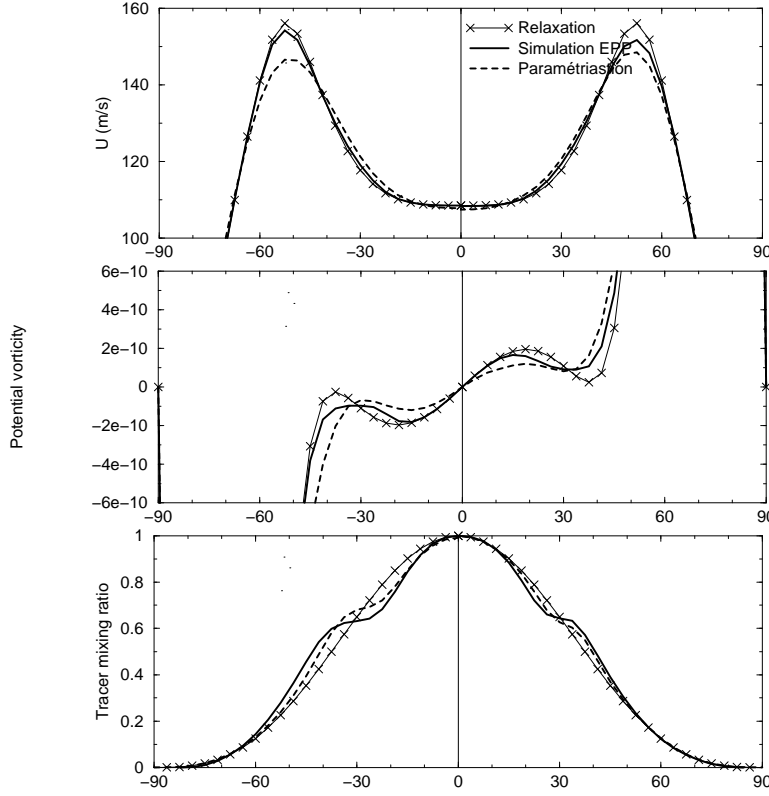 160
140
120
100
U (m/s)
Relaxation
Simulation EPP
Paramétriastion
−90 −60 −30 0 30 60 90
6e−10
4e−10
2e−10
0
−2e−10
−4e−10
−6e−10
Potential vorticity
−90 −60 −30 0 30 60 90
1
0.8
0.6
0.4
0.2
0
Tracer mixing ratio
−90 −60 −30 0 30 60 90